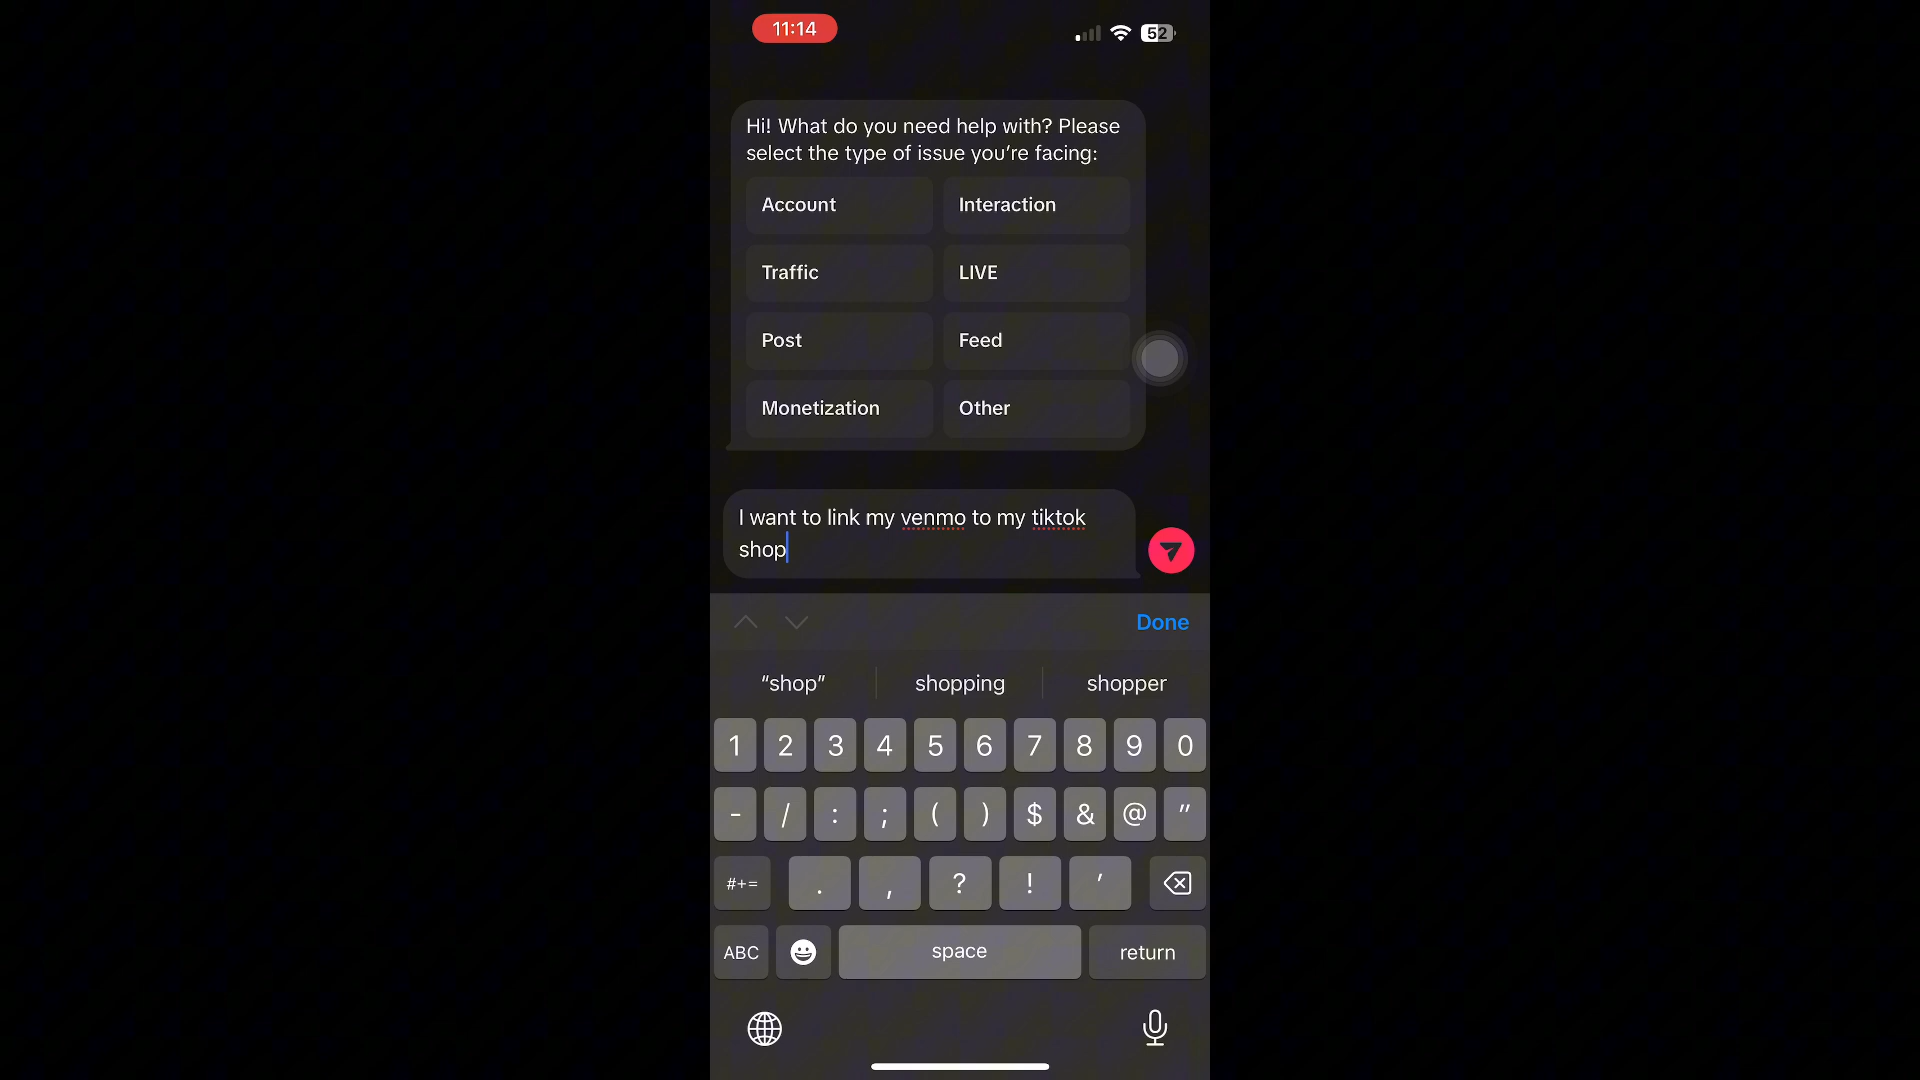 11:14
52
Hi! What do you need help with? Please
select the type of issue you're facing:
Account Interaction
Traffic LIVE
Post Feed
Monetization Other
I want to link my venmo to my tiktok
shop
Done
“shop” shopping shopper
1 2 3 4 5 6 7 8 9 0
- / : ; ( ) $ & @ "
#+= . , ? ! ’
ABC space return